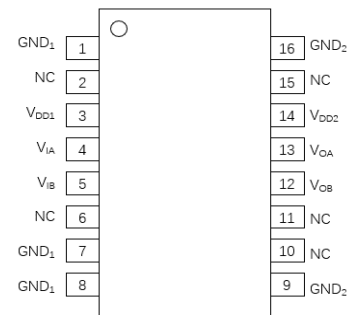 GND₁ 1 16 GND₂
NC 2 15 NC
VDD1 3 14 VDD2
VIA 4 13 VOA
VIB 5 12 VOB
NC 6 11 NC
GND₁ 7 10 NC
GND₁ 8 9 GND₂